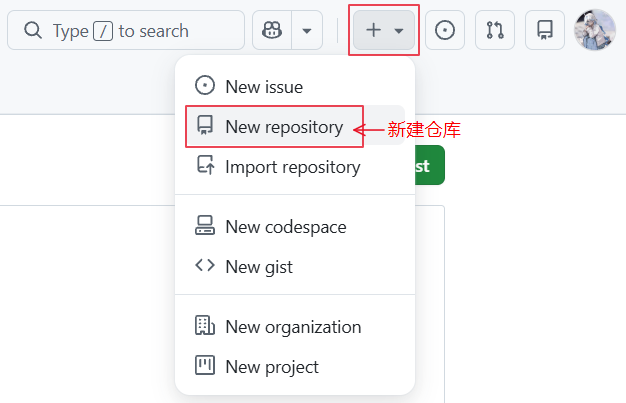 Type / to search
New issue
New repository
新建仓库
Import repository
st
New codespace
New gist
New organization
New project